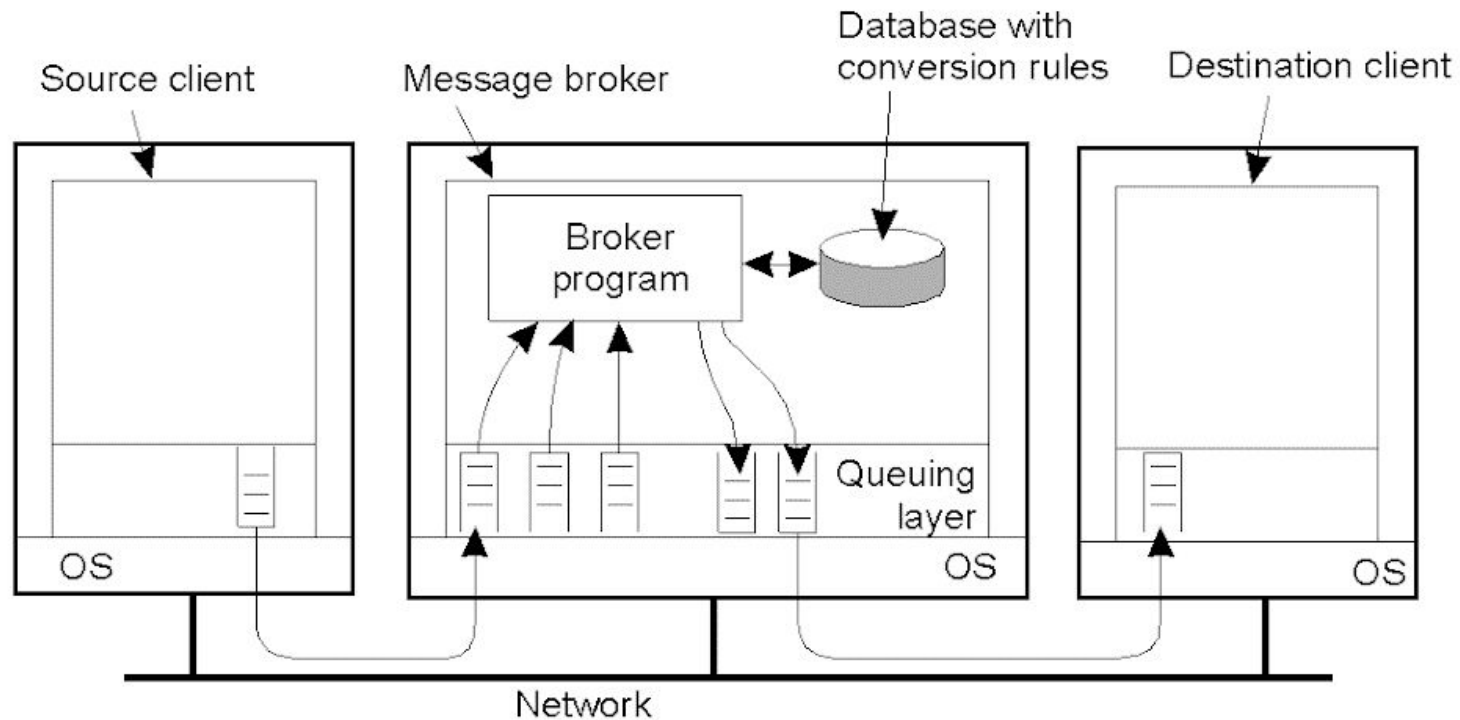 Source client
Message broker
Database with
conversion rules
Destination client
Broker
program
Queuing
layer
OS
OS
OS
Network